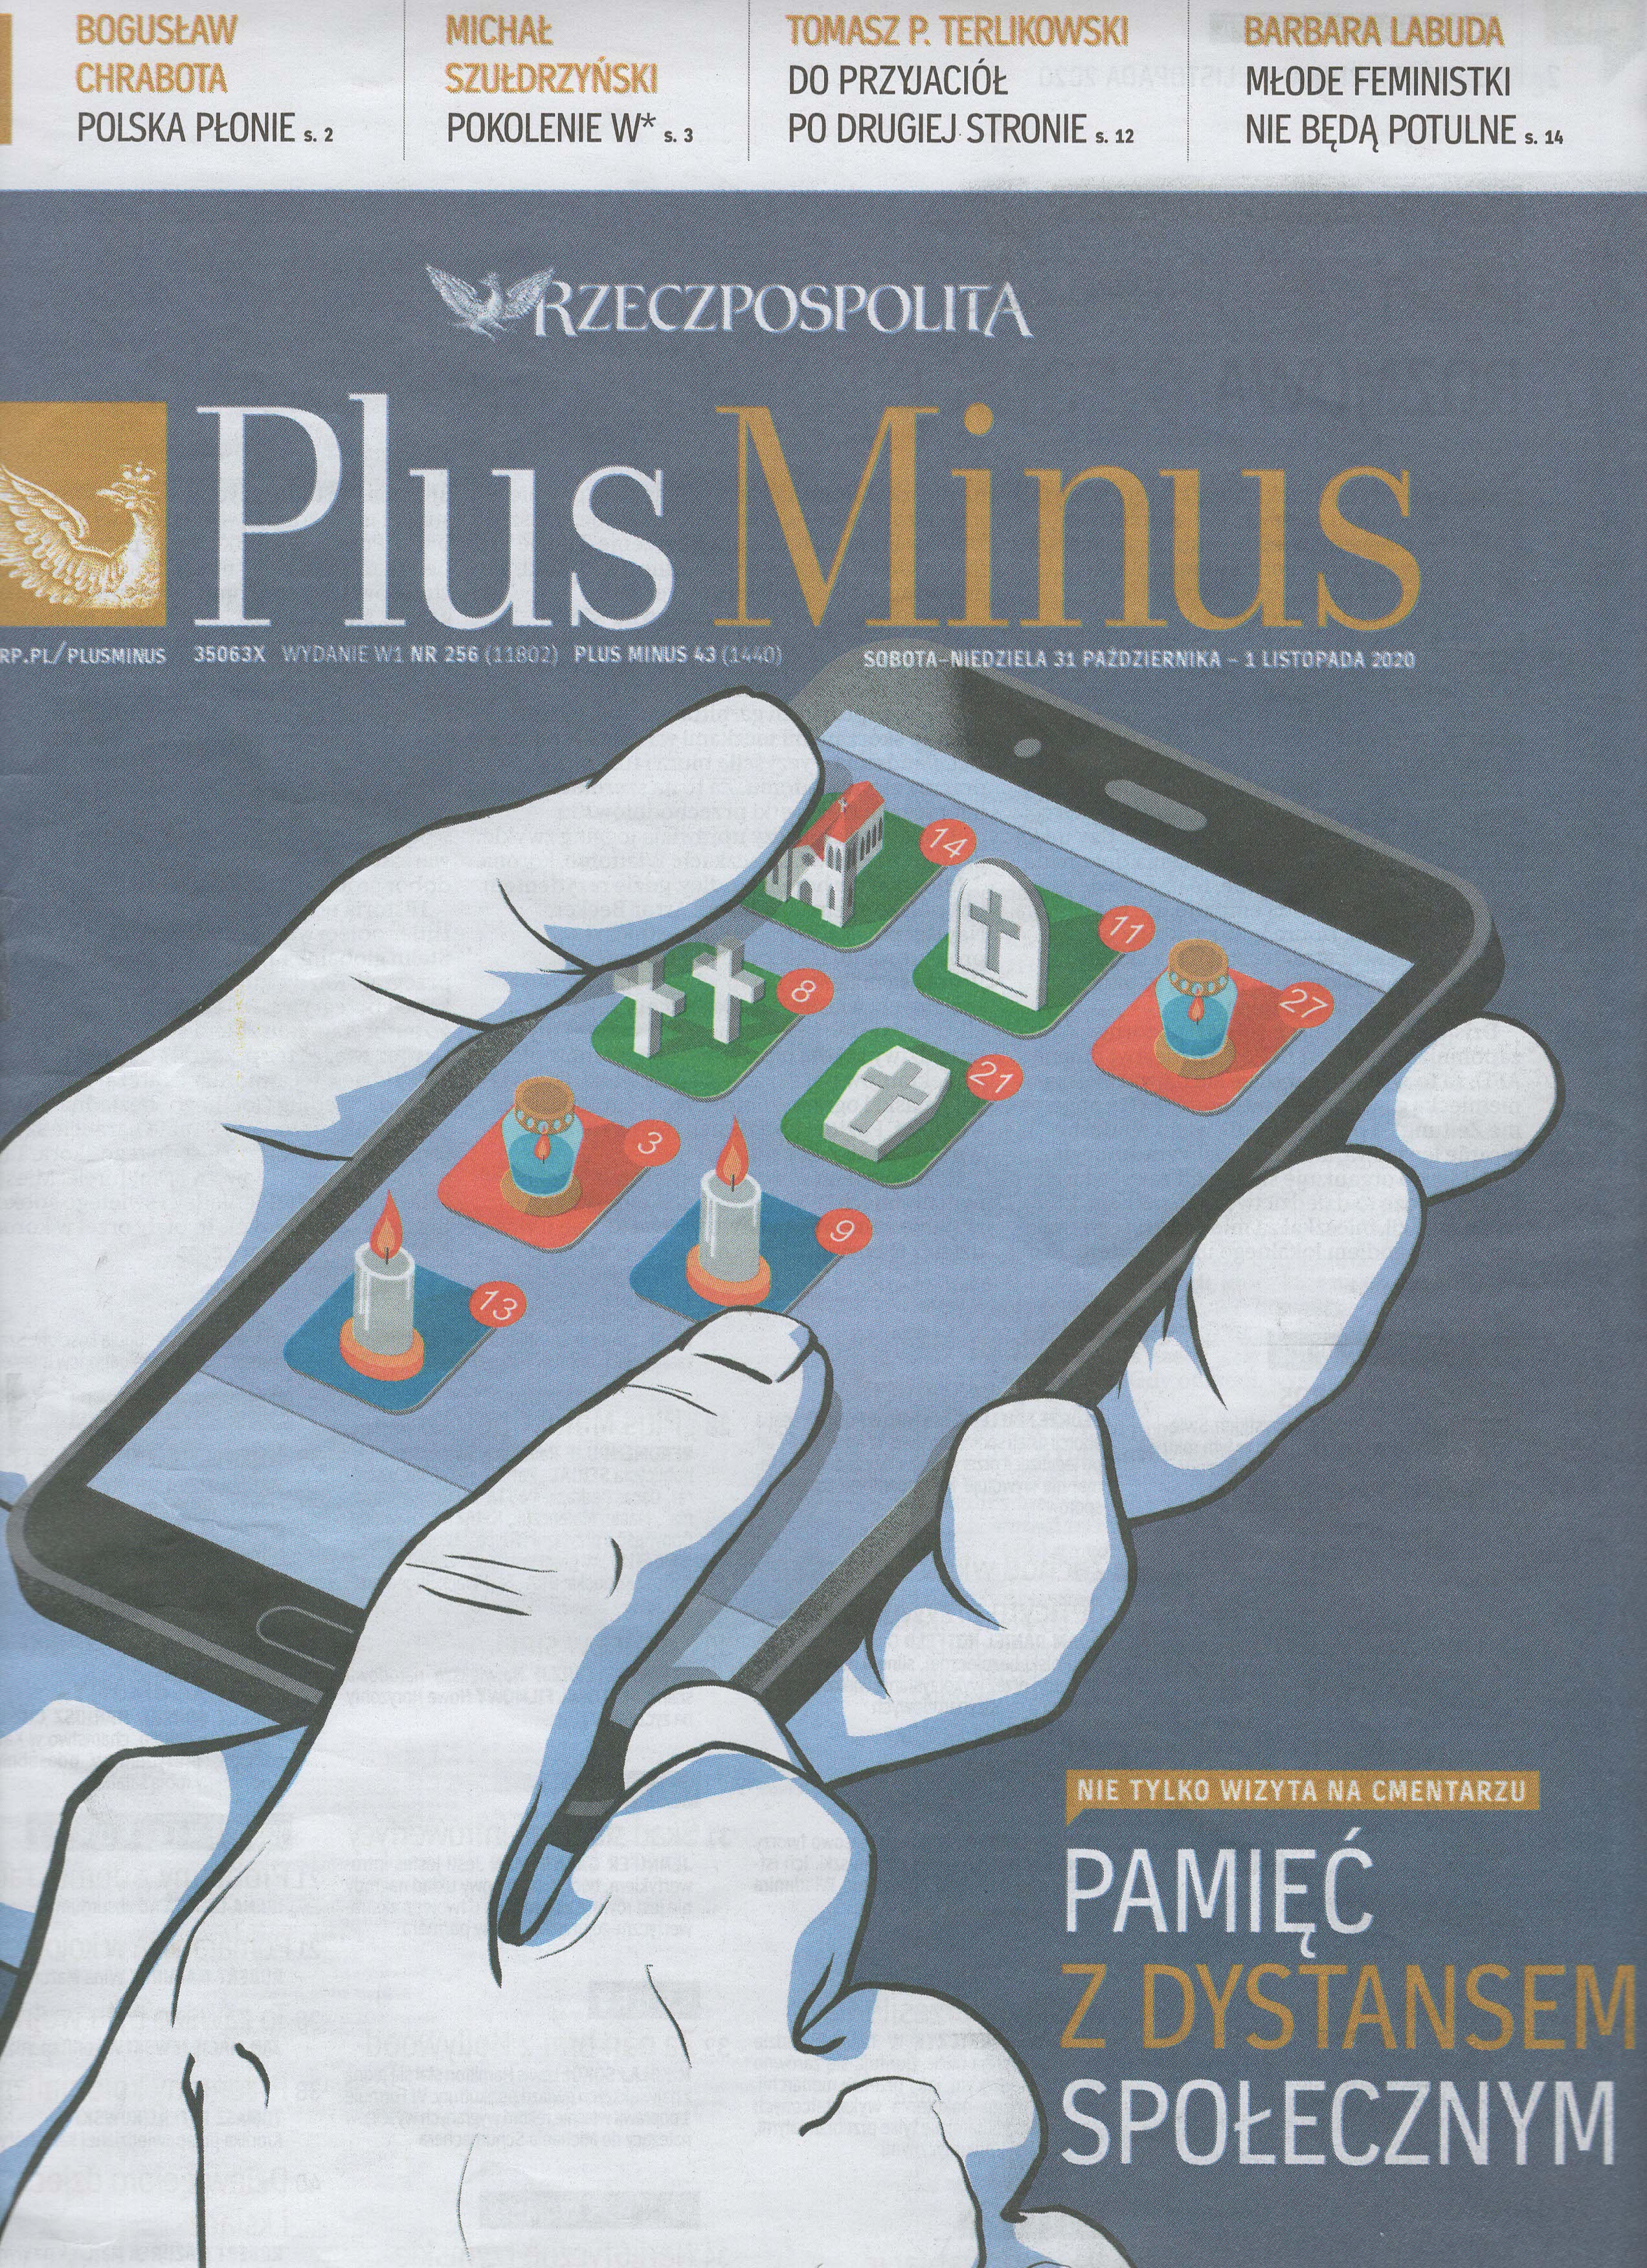 BOGUSŁAW
CHRABOTA
POLSKA PŁONIE s. 2
MICHAŁ
SZUŁDRZYŃSKI
POKOLENIE W* s. 3
TOMASZ P. TERLIKOWSKI
DO PRZYJACIÓŁ
PO DRUGIEJ STRONIE s. 12
BARBARA LABUDA
MŁODE FEMINISTKI
NIE BĘDĄ POTULNE s. 14
RZECZPOSPOLITA
Plus Minus
RP.PL/PLUSMINUS 35063X WYDANIE W1 NR 256 (11802) PLUS MINUS 43 (1440) SOBOTA–NIEDZIELA 31 PAŹDZIERNIKA – 1 LISTOPADA 2020
14
11
27
8
21
3
9
13
NIE TYLKO WIZYTA NA CMENTARZU
PAMIĘĆ
Z DYSTANSEM
SPOŁECZNYM